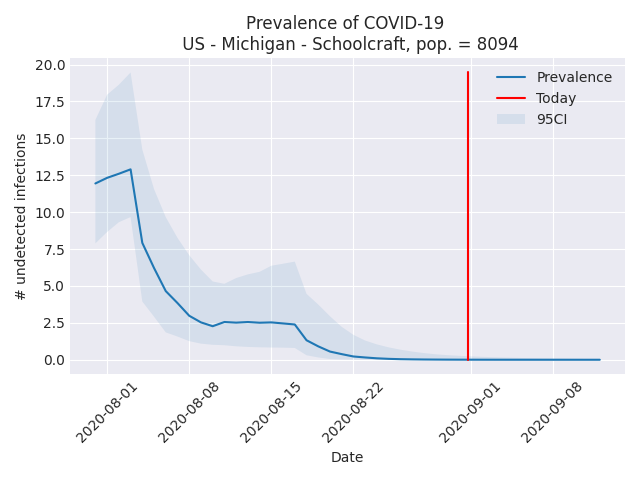 Prevalence of COVID-19
US - Michigan - Schoolcraft, pop. = 8094
20.0
17.5
15.0
12.5
10.0
7.5
5.0
2.5
0.0
# undetected infections
Prevalence
Today
95CI
2020-08-01
2020-08-08
2020-08-15
2020-08-22
2020-09-01
2020-09-08
Date